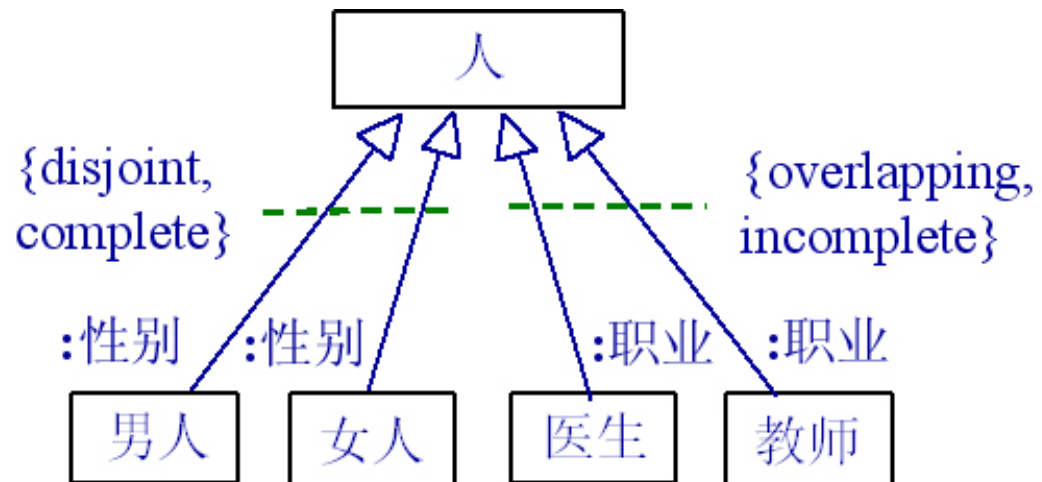 人
{disjoint,
complete}
{overlapping,
incomplete}
:性别
:性别
:职业
:职业
男人
女人
医生
教师